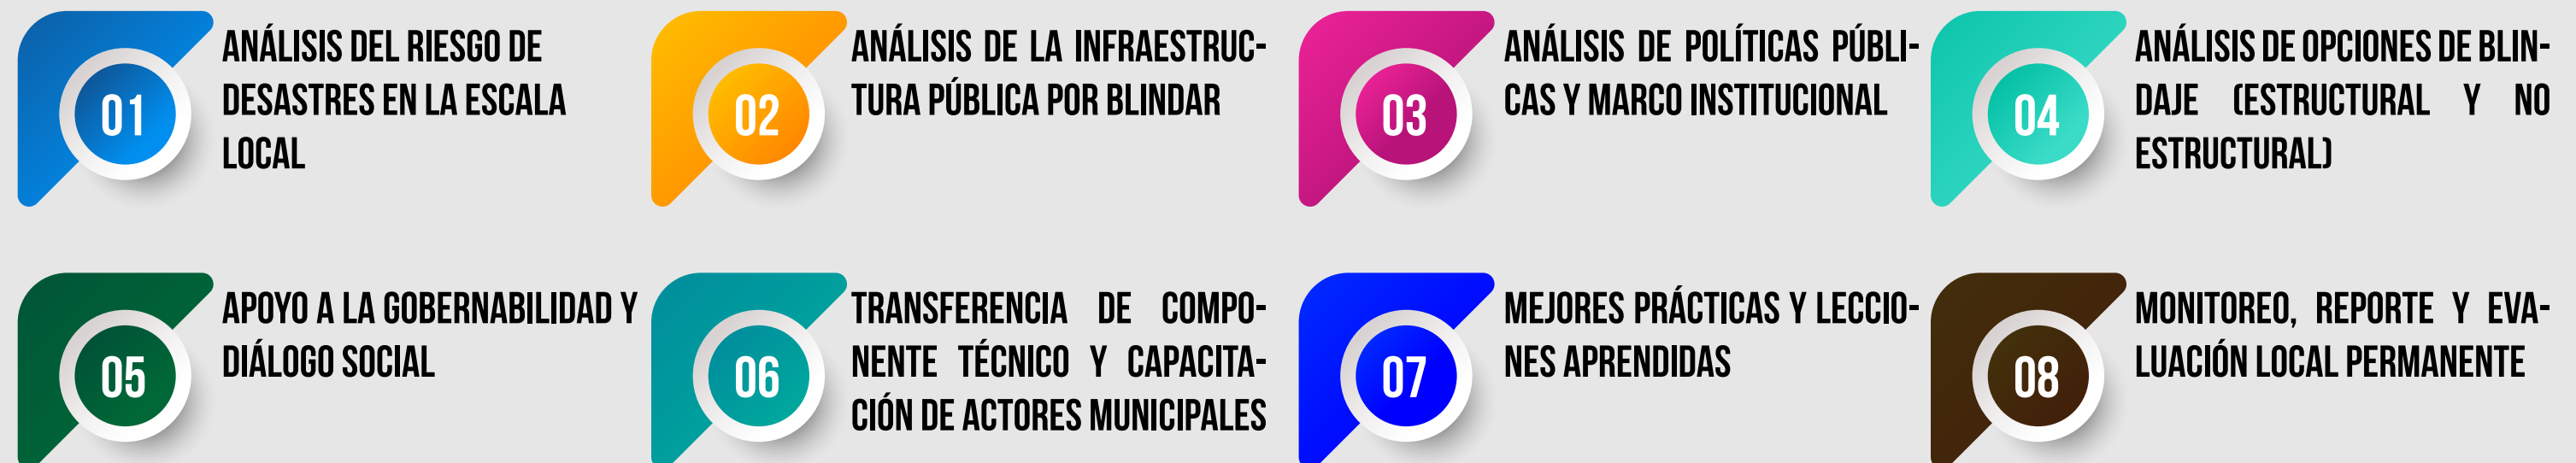 01
ANÁLISIS DEL RIESGO DE
DESASTRES EN LA ESCALA
LOCAL
02
ANÁLISIS DE LA INFRAESTRUC-
TURA PÚBLICA POR BLINDAR
03
ANÁLISIS DE POLÍTICAS PÚBLI-
CAS Y MARCO INSTITUCIONAL
04
ANÁLISIS DE OPCIONES DE BLIN-
DAJE (ESTRUCTURAL Y NO
ESTRUCTURAL)
05
APOYO A LA GOBERNABILIDAD Y
DIÁLOGO SOCIAL
06
TRANSFERENCIA DE COMPO-
NENTE TÉCNICO Y CAPACITA-
CIÓN DE ACTORES MUNICIPALES
07
MEJORES PRÁCTICAS Y LECCIO-
NES APRENDIDAS
08
MONITOREO, REPORTE Y EVA-
LUACIÓN LOCAL PERMANENTE